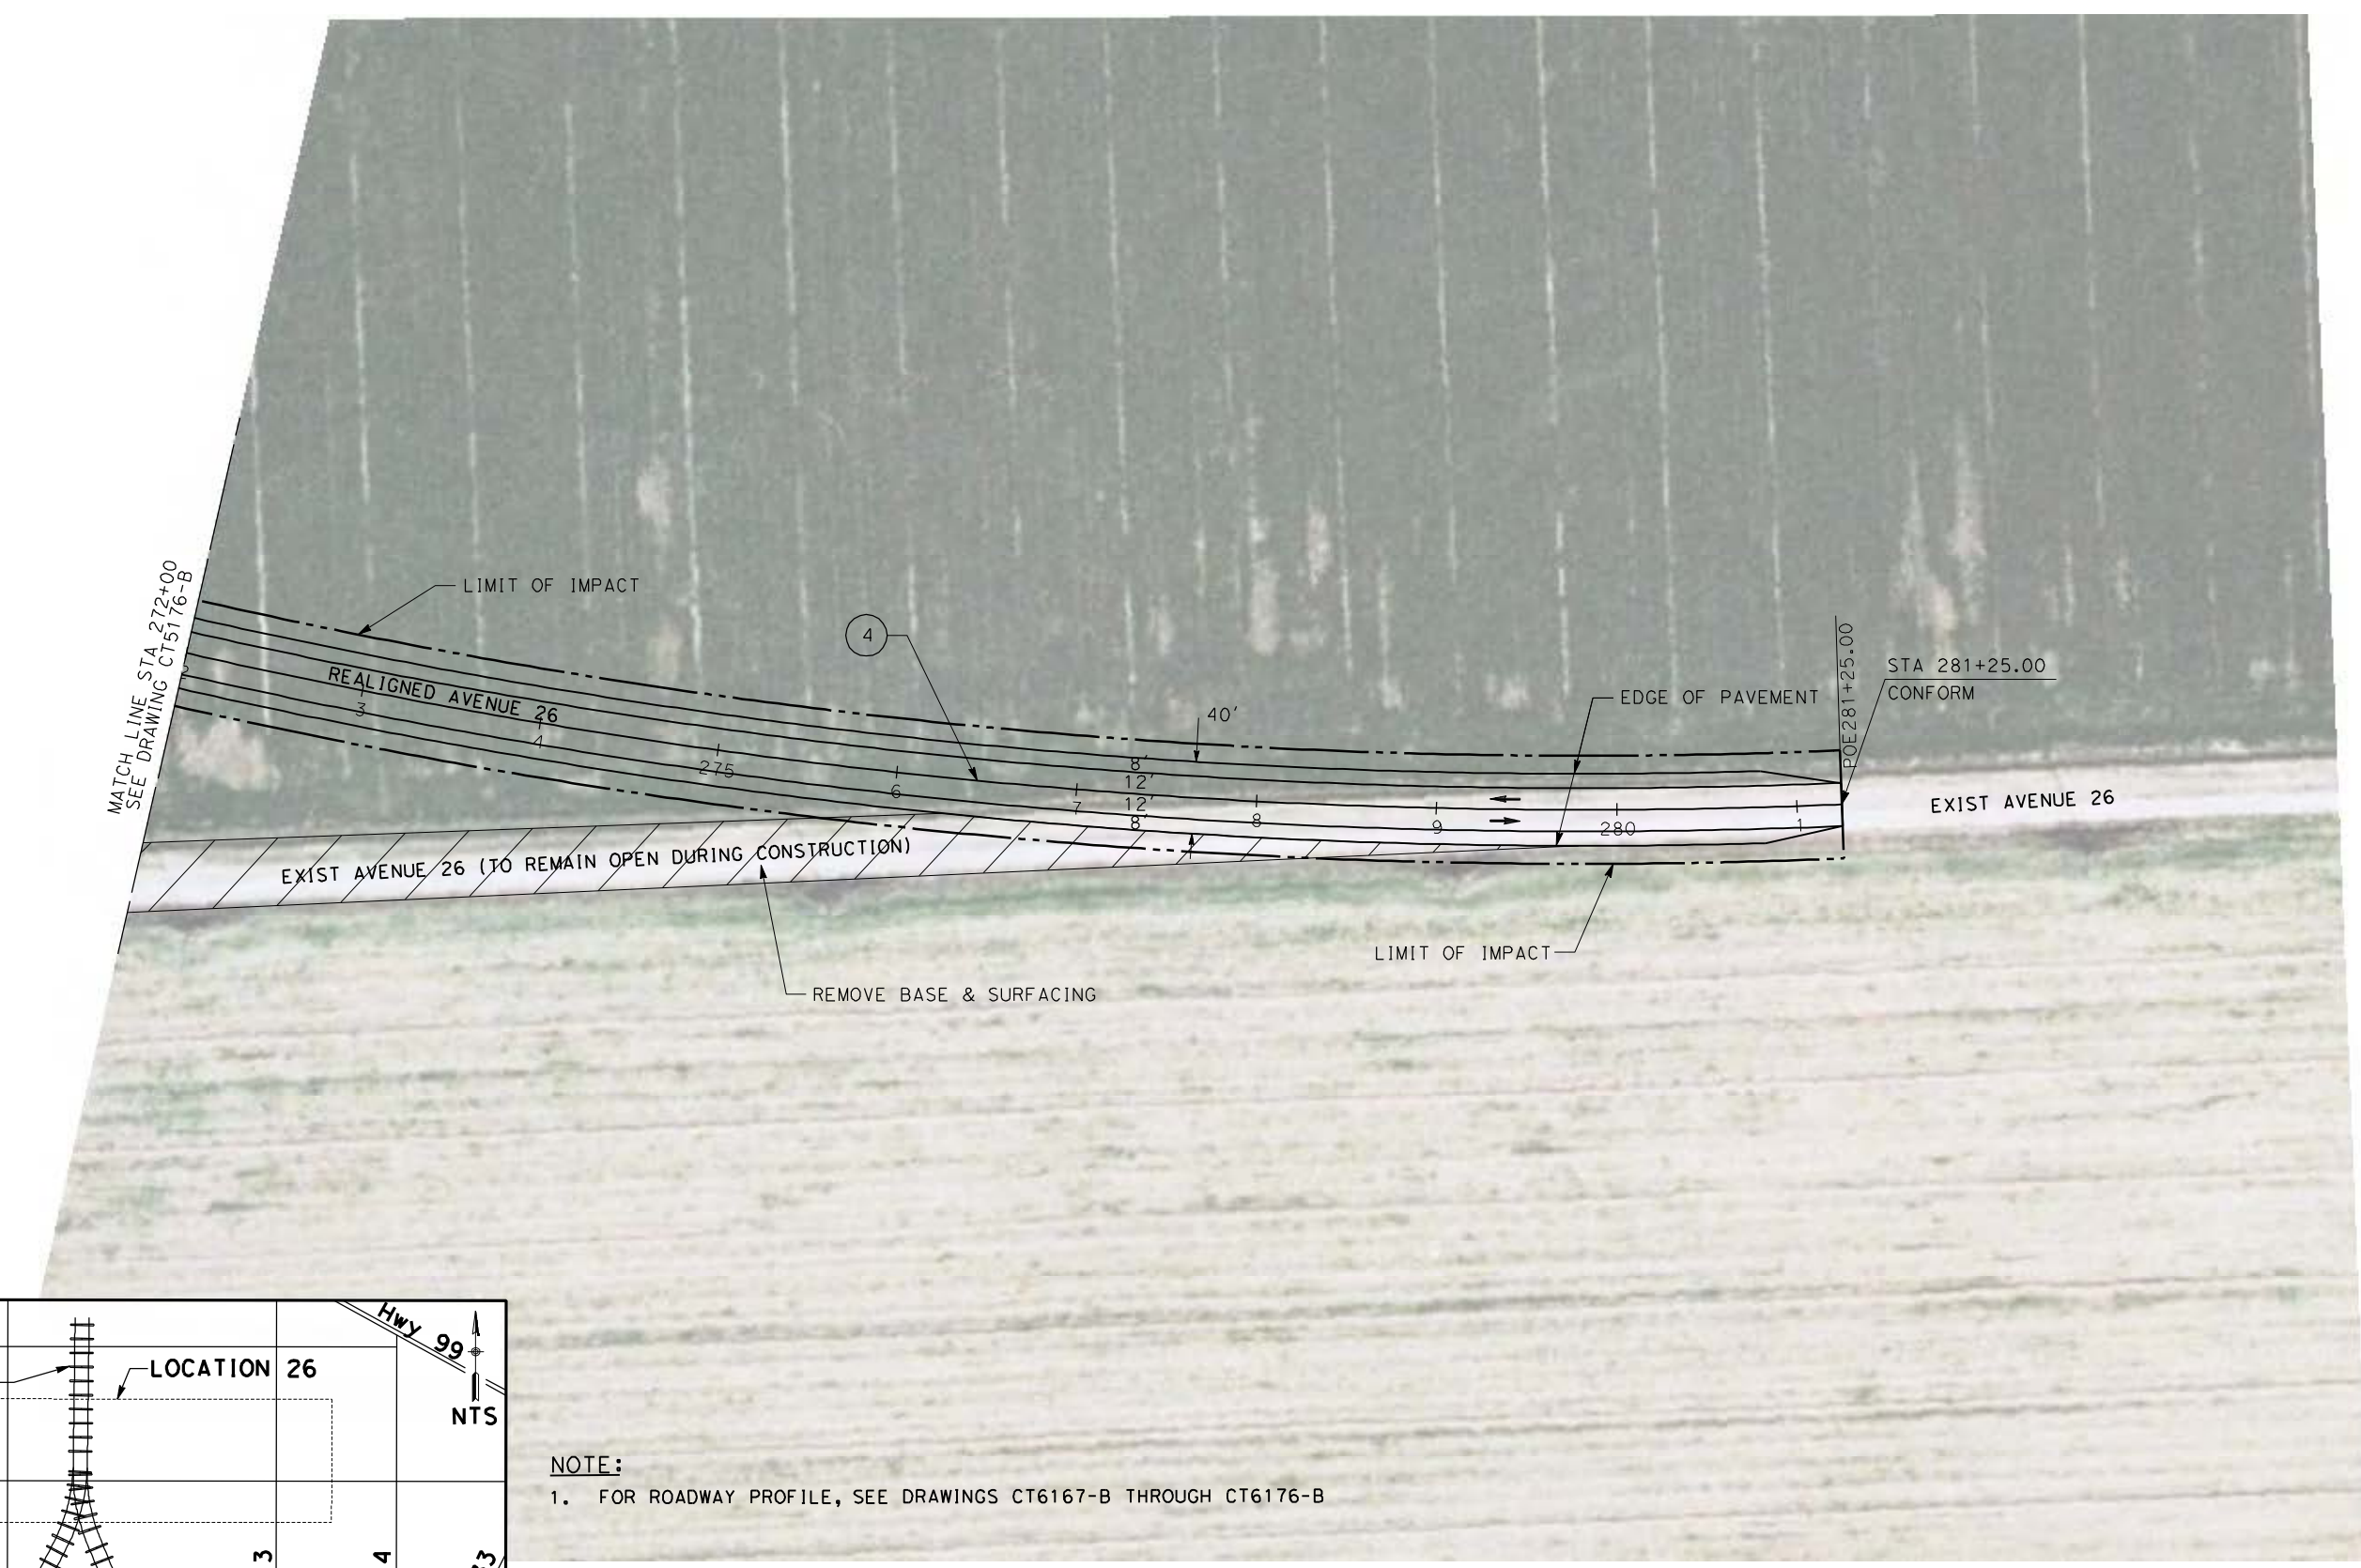 MATCH LINE STA 272+00
SEE DRAWING CT5176-B
LIMIT OF IMPACT
4
REALIGNED AVENUE 26
2
3
4
275
6
7
8
9
280
1
40'
8'
12'
12'
8'
EDGE OF PAVEMENT
POE281+25.00
STA 281+25.00
CONFORM
EXIST AVENUE 26
EXIST AVENUE 26 (TO REMAIN OPEN DURING CONSTRUCTION)
LIMIT OF IMPACT
REMOVE BASE & SURFACING
Hwy 99
LOCATION 26
NTS
3
4
NOTE:
1. FOR ROADWAY PROFILE, SEE DRAWINGS CT6167-B THROUGH CT6176-B